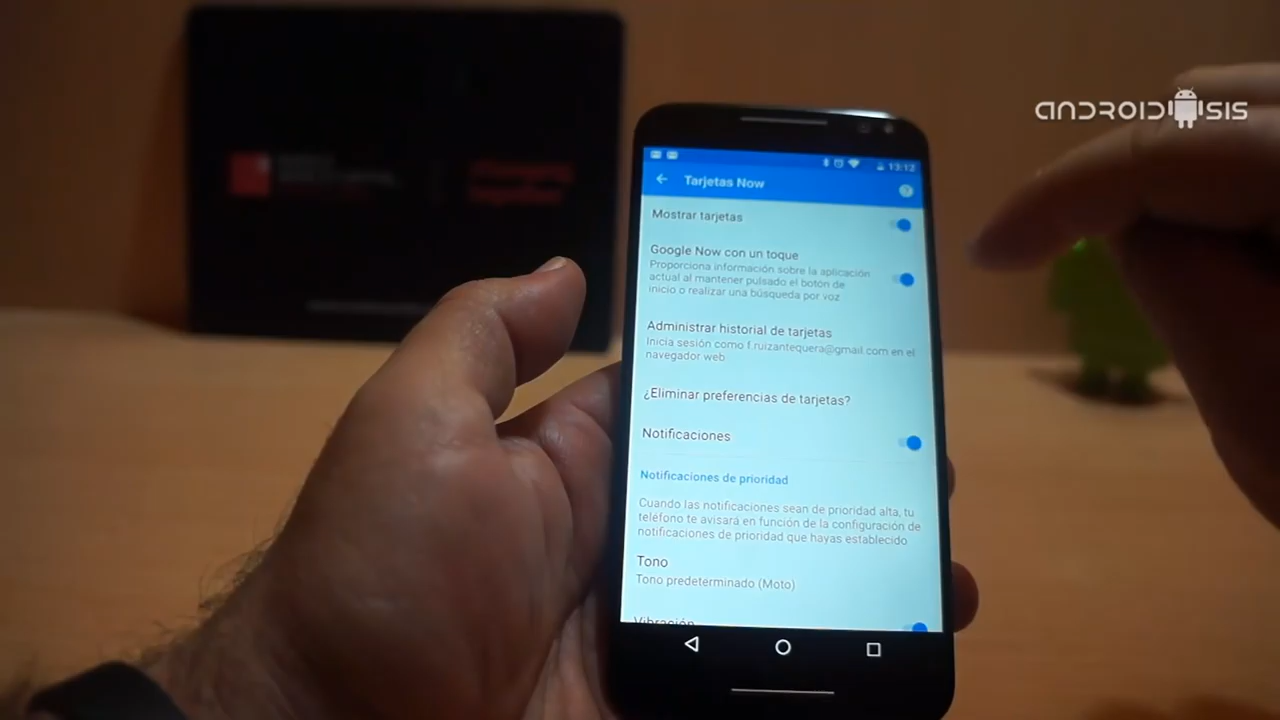 ANDROIDSIS
13:12
Tarjetas Now
Mostrar tarjetas
Google Now con un toque
Proporciona información sobre la aplicación
actual al mantener pulsado el botón de
inicio o realizar una búsqueda por voz
Administrar historial de tarjetas
Inicia sesión como f.ruizantequera@gmail.com en el
navegador web
¿Eliminar preferencias de tarjetas?
Notificaciones
Notificaciones de prioridad
Cuando las notificaciones sean de prioridad alta, tu
teléfono te avisará en función de la configuración de
notificaciones de prioridad que hayas establecido
Tono
Tono predeterminado (Moto)
Vibración